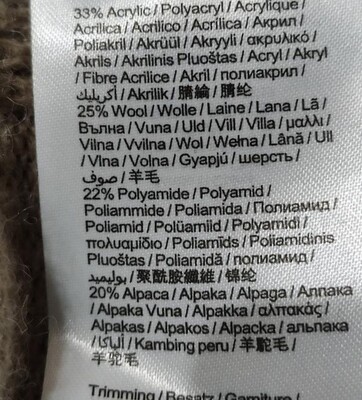 33% Acrylic / Polyacryl / Acrylique /
Acrílica / Acrilico / Acrílico / Акрил /
Poliakril / Akrüül / Akryyli / ακρυλικό /
Akrils / Akrilinis Pluoštas / Acryl / Akryl
/ Fibre Acrilice / Akril / полиакрил /
أكريليك / Akrilik / 腈綸 / 腈纶
25% Wool / Wolle / Laine / Lana / Lã /
Вълна / Vuna / Uld / Vill / Villa / μαλλι /
Vilna / Vvilna / Wol / Wełna / Lână / Ull
/ Vlna / Volna / Gyapjú / шерсть /
صوف / 羊毛
22% Polyamide / Polyamid /
Poliammide / Poliamida / Полиамид /
Poliamid / Polüamiid / Polyamidi /
πολυαμίδιο / Poliamīds / Poliamidinis
Pluoštas / Poliamidă / полиамид /
بوليميد / 聚酰胺纖維 / 锦纶
20% Alpaca / Alpaka / Alpaga / Алпака
/ Alpaka Vuna / Alpakka / αλπακάς /
Alpakas / Alpakos / Alpacka / альпака
/ الباكا / Kambing peru / 羊駝毛 /
羊驼毛
Trimming / Besatz / Garniture /